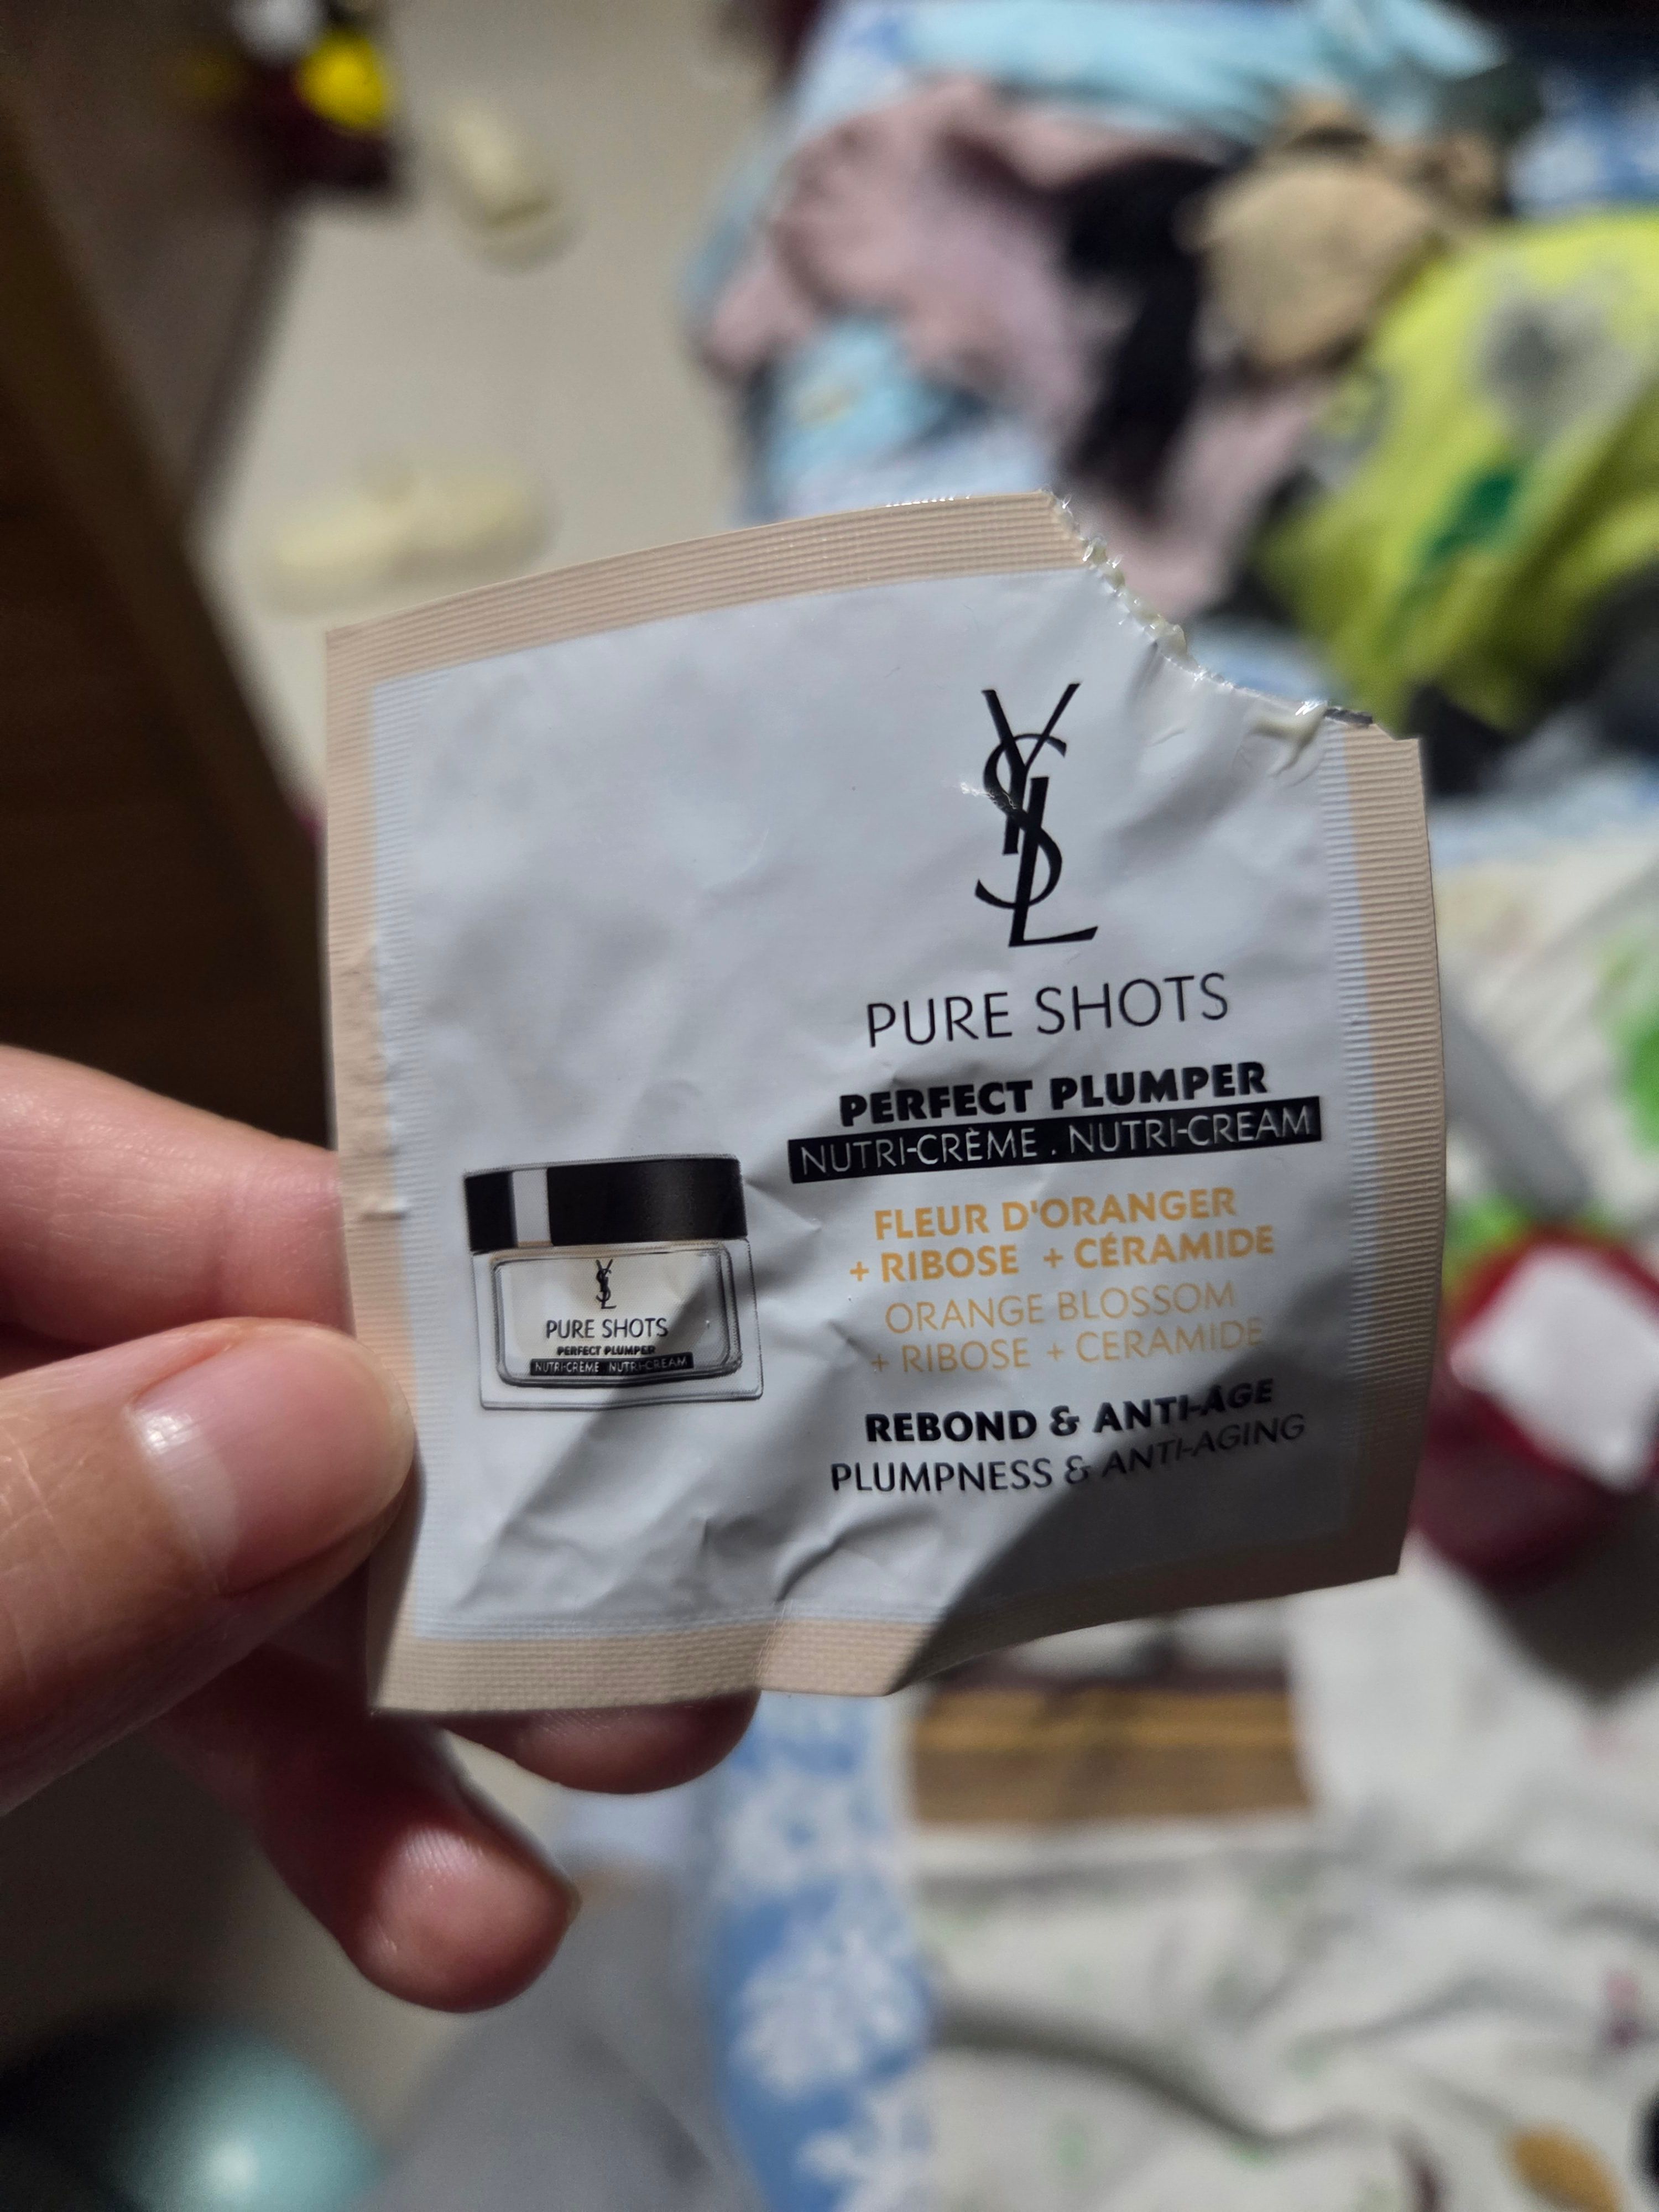 YSL
PURE SHOTS
PERFECT PLUMPER
NUTRI-CRÈME . NUTRI-CREAM
FLEUR D'ORANGER
+ RIBOSE + CÉRAMIDE
ORANGE BLOSSOM
+ RIBOSE + CERAMIDE
REBOND & ANTI-ÂGE
PLUMPNESS & ANTI-AGING
YSL
PURE SHOTS
PERFECT PLUMPER
NUTRI-CRÈME NUTRI-CREAM